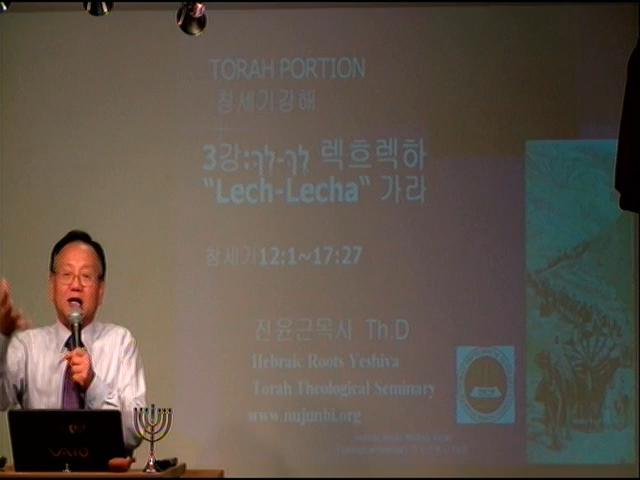 TORAH PORTION
창세기강해
3강:לך-לך 렉흐렉하
"Lech-Lecha" 가라
창세기12:1~17:27
진윤근목사 Th.D
Hebraic Roots Yeshiva
Torah Theological Seminary
www.nujunbi.org
VAIO